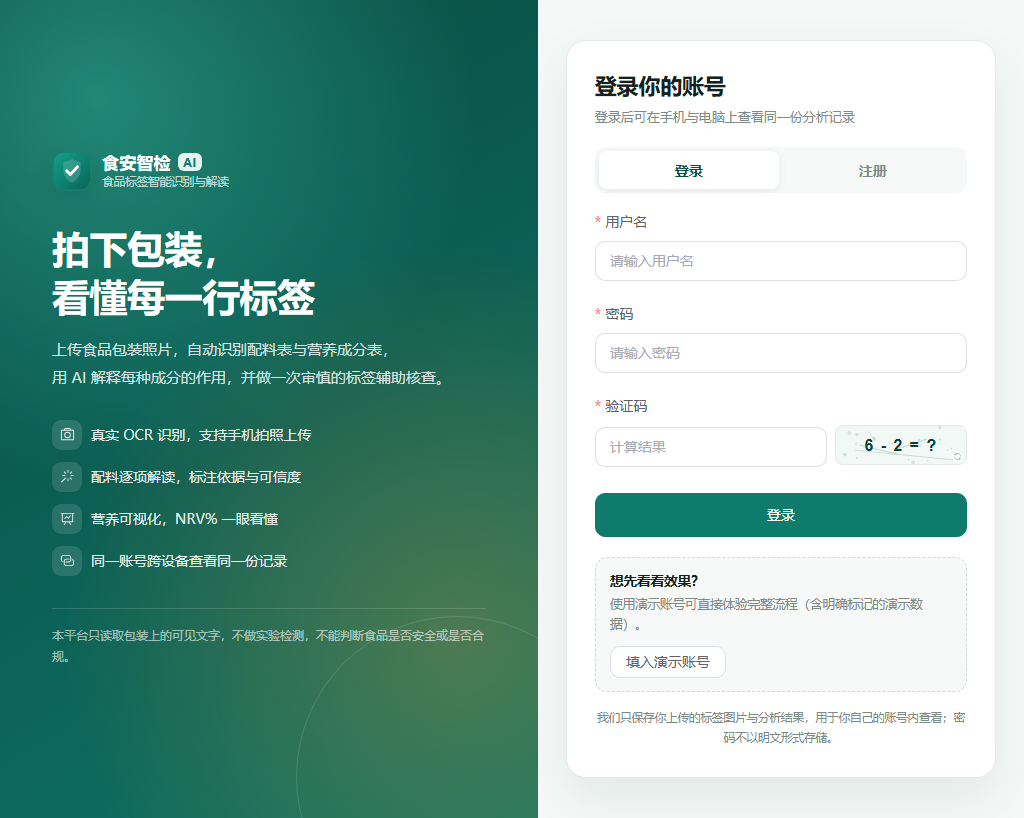 食安智检 AI
食品标签智能识别与解读
拍下包装，
看懂每一行标签
上传食品包装照片，自动识别配料表与营养成分表，
用 AI 解释每种成分的作用，并做一次审慎的标签辅助核查。
真实 OCR 识别，支持手机拍照上传
配料逐项解读，标注依据与可信度
营养可视化，NRV% 一眼看懂
同一账号跨设备查看同一份记录
本平台只读取包装上的可见文字，不做实验检测，不能判断食品是否安全或是否合
规。
登录你的账号
登录后可在手机与电脑上查看同一份分析记录
登录 注册
* 用户名
请输入用户名
* 密码
请输入密码
* 验证码
计算结果 6 - 2 = ?
登录
想先看看效果？
使用演示账号可直接体验完整流程（含明确标记的演示数
据）。
填入演示账号
我们只保存你上传的标签图片与分析结果，用于你自己的账号内查看；密
码不以明文形式存储。